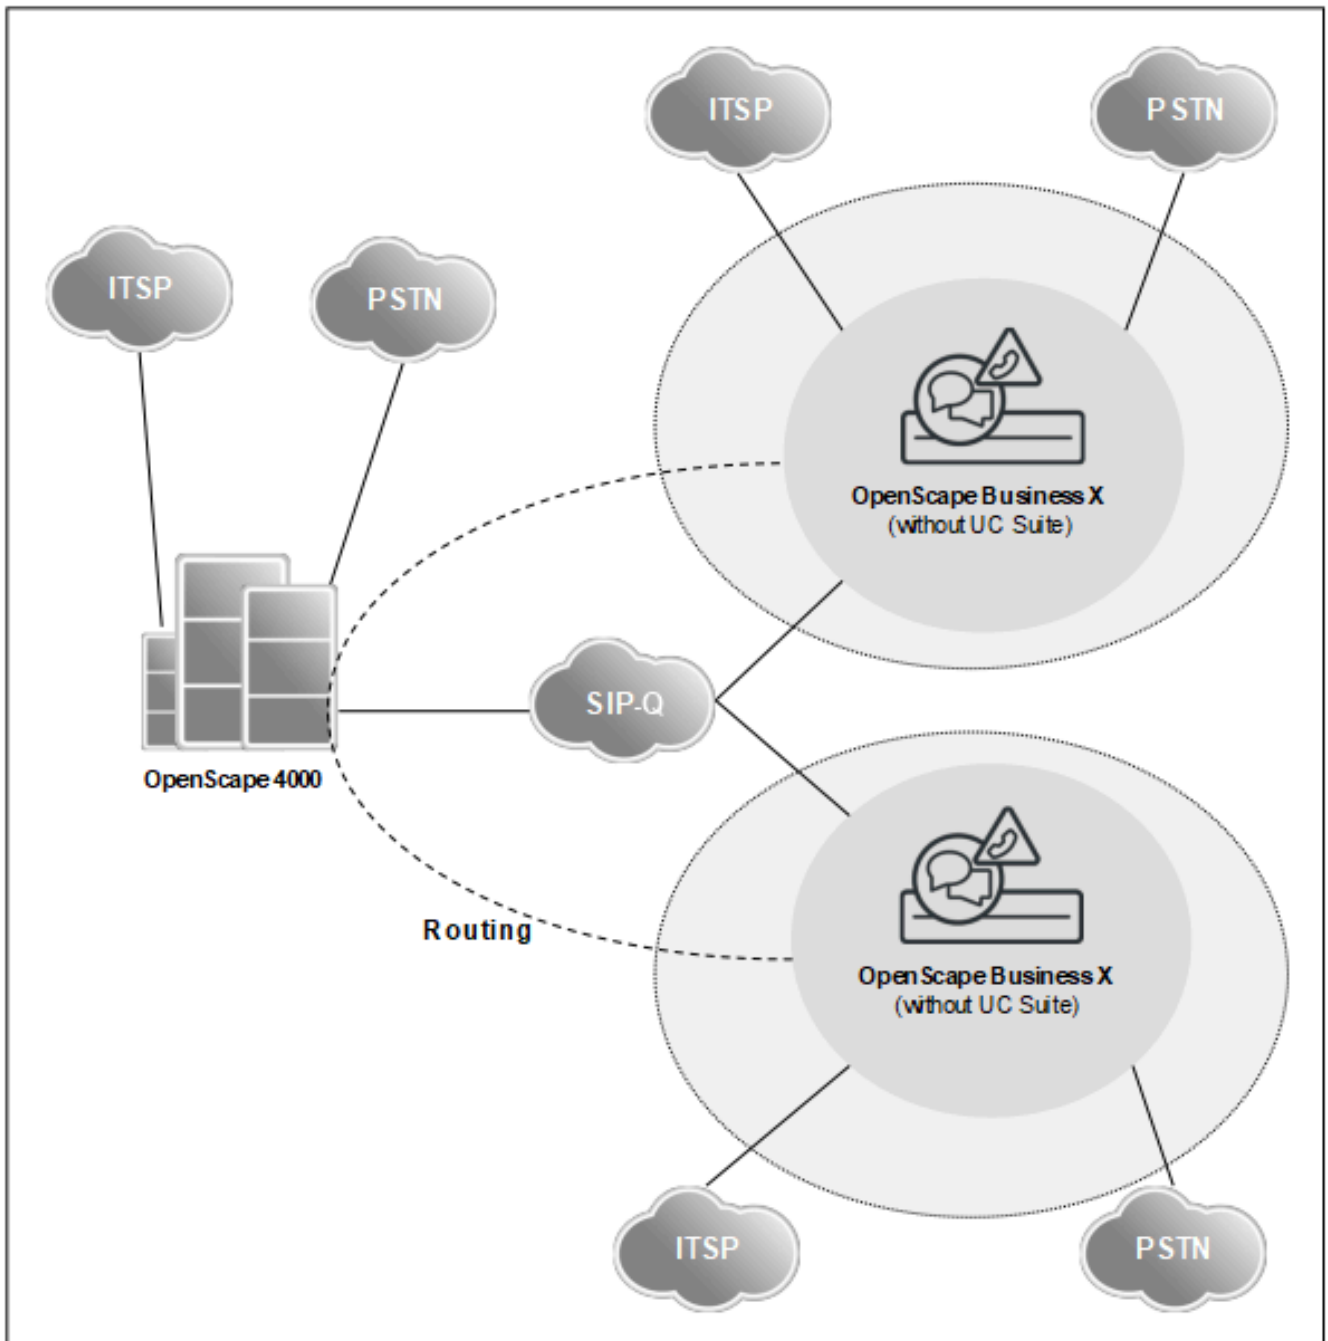 ITSP
PSTN
ITSP
PSTN
OpenScape Business X
(without UC Suite)
SIP-Q
OpenScape 4000
Routing
OpenScape Business X
(without UC Suite)
ITSP
PSTN